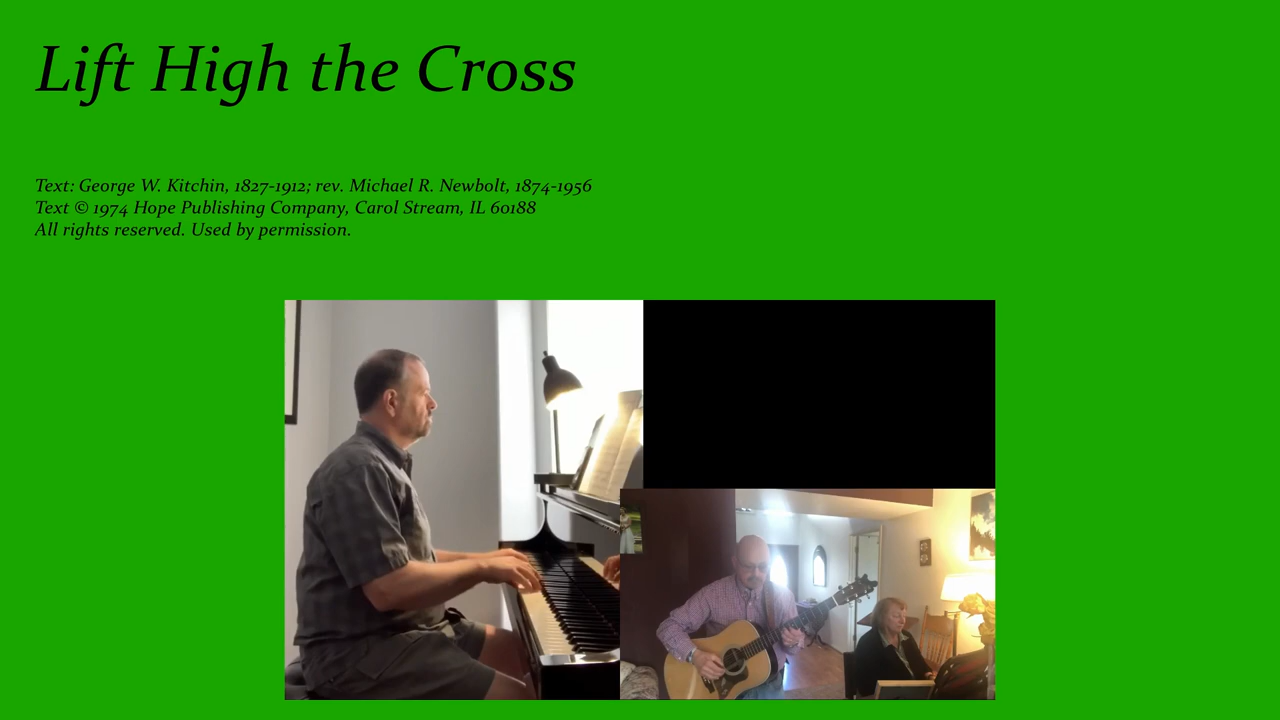 Lift High the Cross
Text: George W. Kitchin, 1827-1912; rev. Michael R. Newbolt, 1874-1956
Text © 1974 Hope Publishing Company, Carol Stream, IL 60188
All rights reserved. Used by permission.